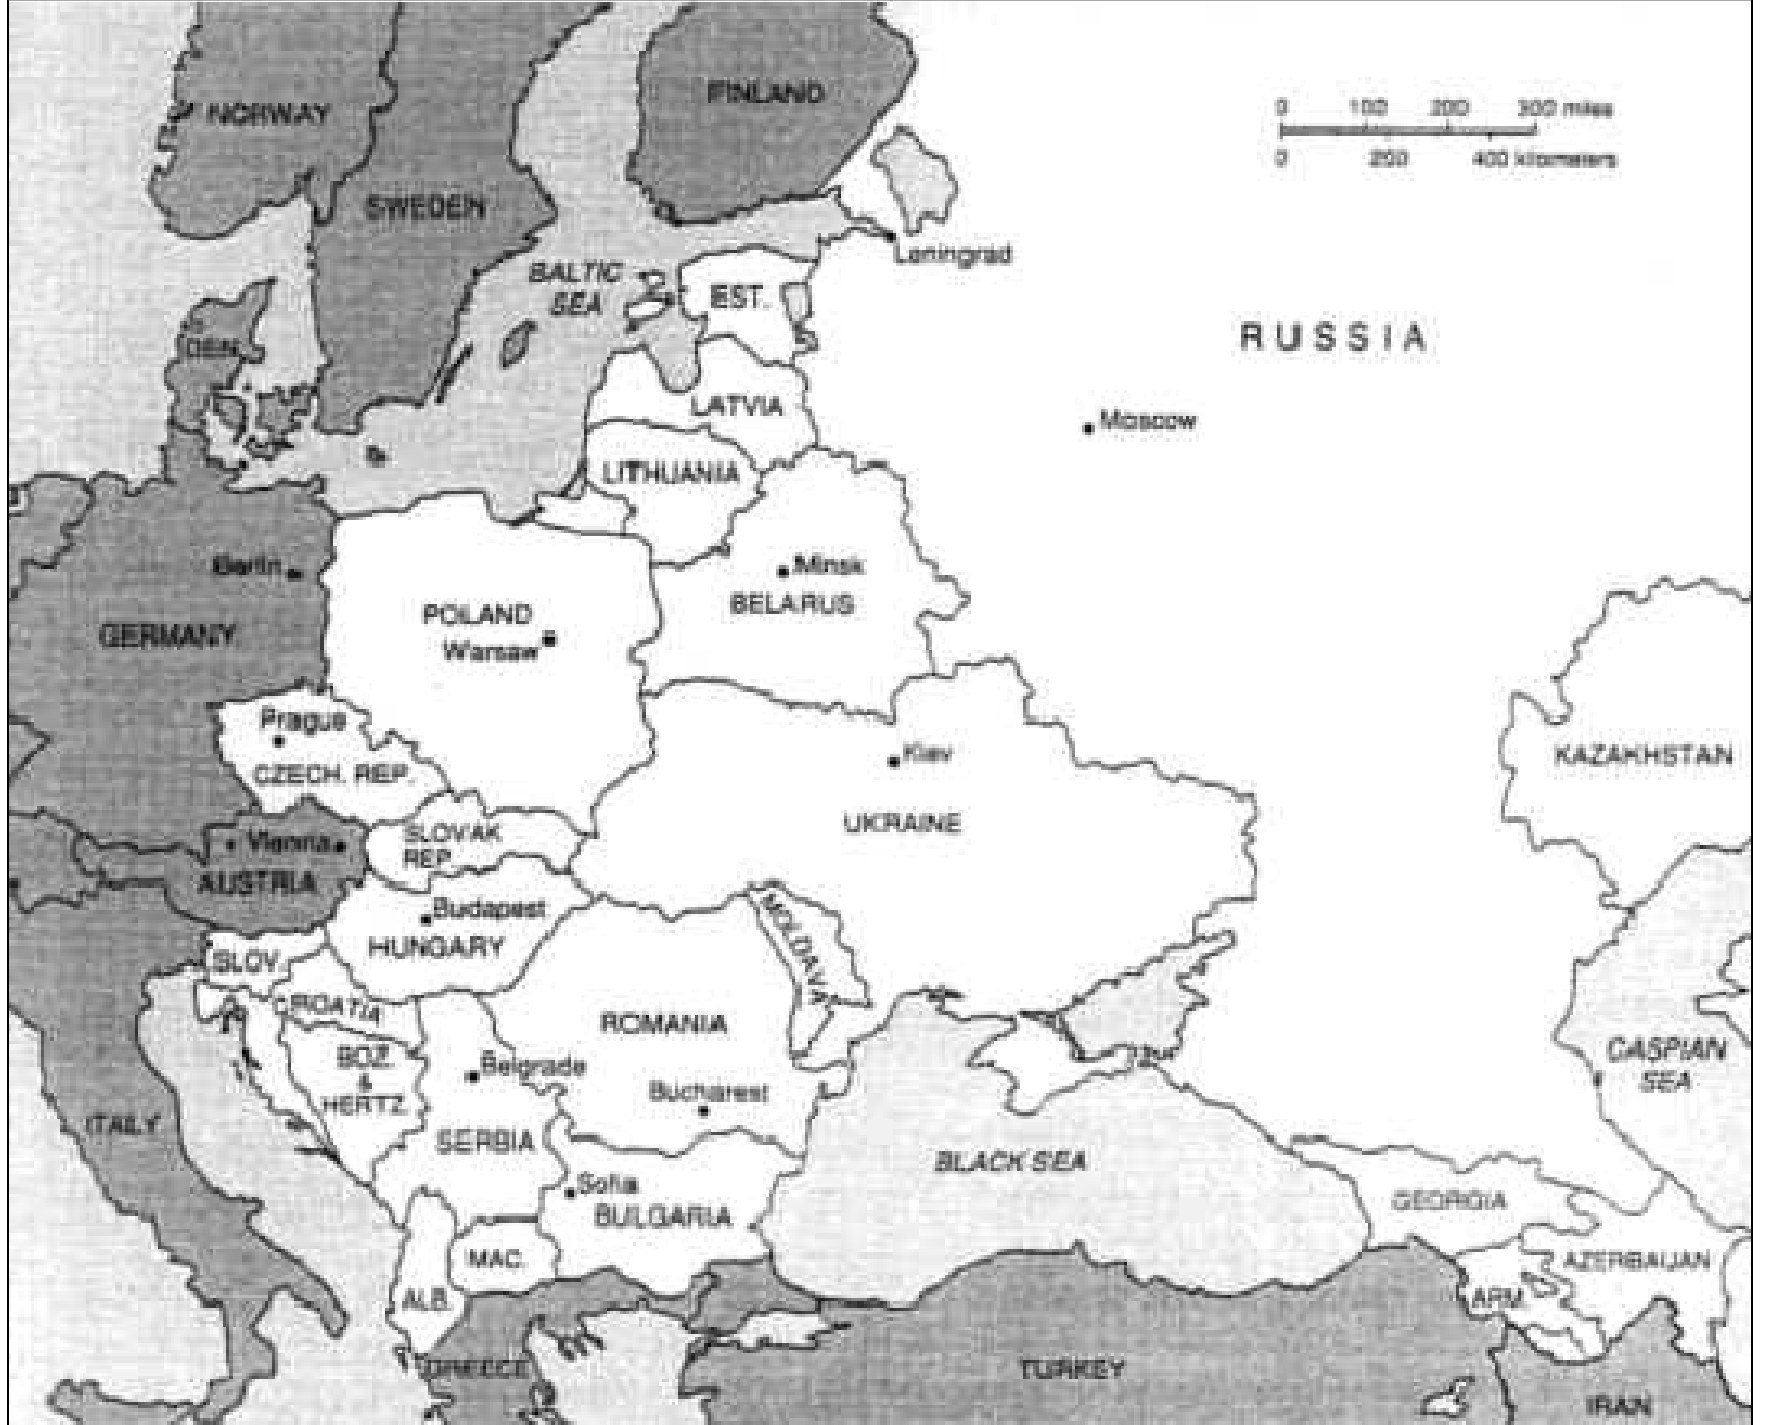 NORWAY
FINLAND
0 100 200 300 miles
0 200 400 kilometers
SWEDEN
Leningrad
BALTIC
SEA
EST.
RUSSIA
DEN.
LATVIA
Moscow
LITHUANIA
Berlin
Minsk
BELARUS
POLAND
Warsaw
GERMANY
Prague
CZECH. REP.
Kiev
KAZAKHSTAN
UKRAINE
Vienna
AUSTRIA
SLOVAK
REP.
Budapest
HUNGARY
MOLDAVA
SLOV.
CROATIA
ROMANIA
BOZ.
&
HERTZ.
Belgrade
Bucharest
CASPIAN
SEA
ITALY
SERBIA
BLACK SEA
Sofia
BULGARIA
GEORGIA
MAC.
AZERBAIJAN
ALB.
ARM.
GREECE
TURKEY
IRAN